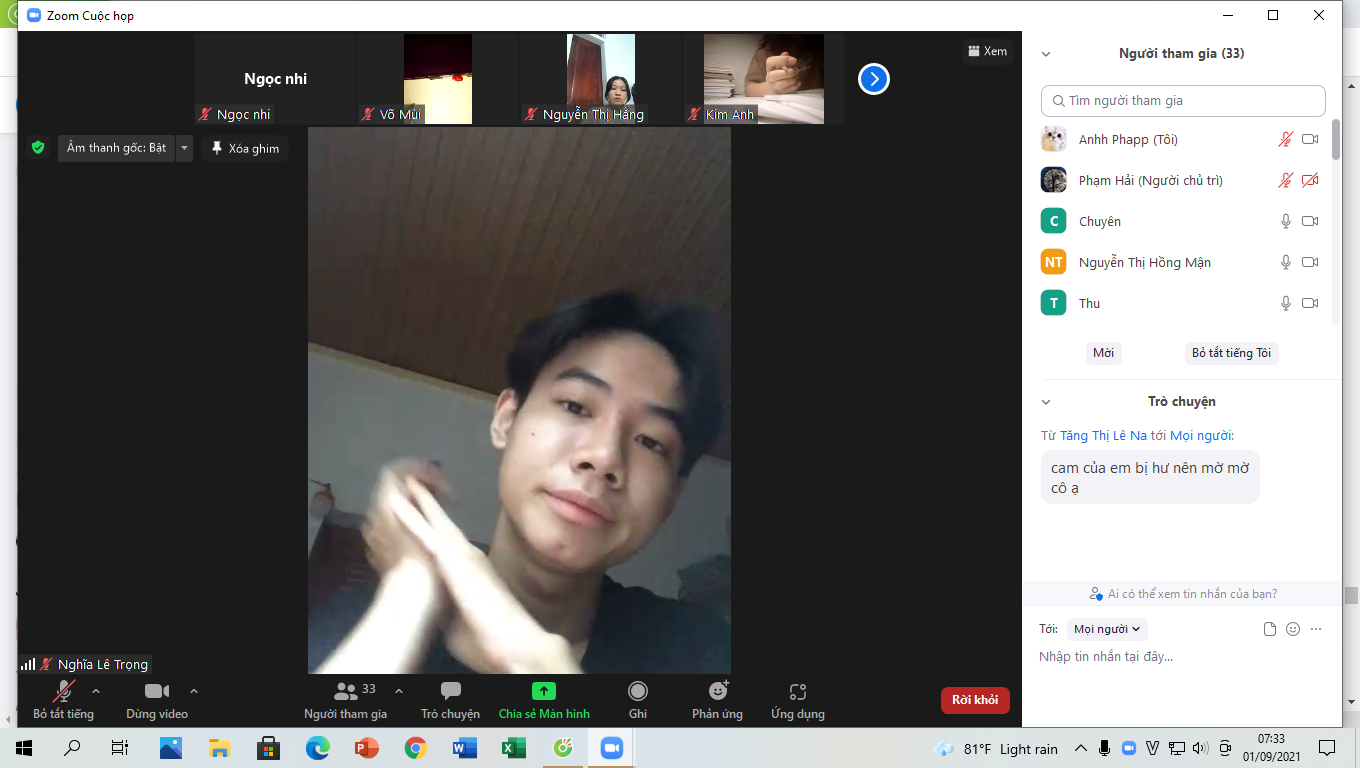 Zoom Cuộc họp
Ngọc nhi
Ngọc nhi
Võ Mùi
Nguyễn Thị Hằng
Kim Anh
Xem
Âm thanh gốc: Bật
Xóa ghim
Nghĩa Lê Trọng
Người tham gia (33)
Tìm người tham gia
Anhh Phapp (Tôi)
Phạm Hải (Người chủ trì)
C Chuyên
NT Nguyễn Thị Hồng Mận
T Thu
Mời
Bỏ tắt tiếng Tôi
Trò chuyện
Từ Tăng Thị Lê Na tới Mọi người:
cam của em bị hư nên mờ mờ
cô ạ
Ai có thể xem tin nhắn của bạn?
Tới: Mọi người
Nhập tin nhắn tại đây...
Bỏ tắt tiếng
Dừng video
33
Người tham gia
Trò chuyện
Chia sẻ Màn hình
Ghi
Phản ứng
Ứng dụng
Rời khỏi
81°F Light rain
07:33
01/09/2021